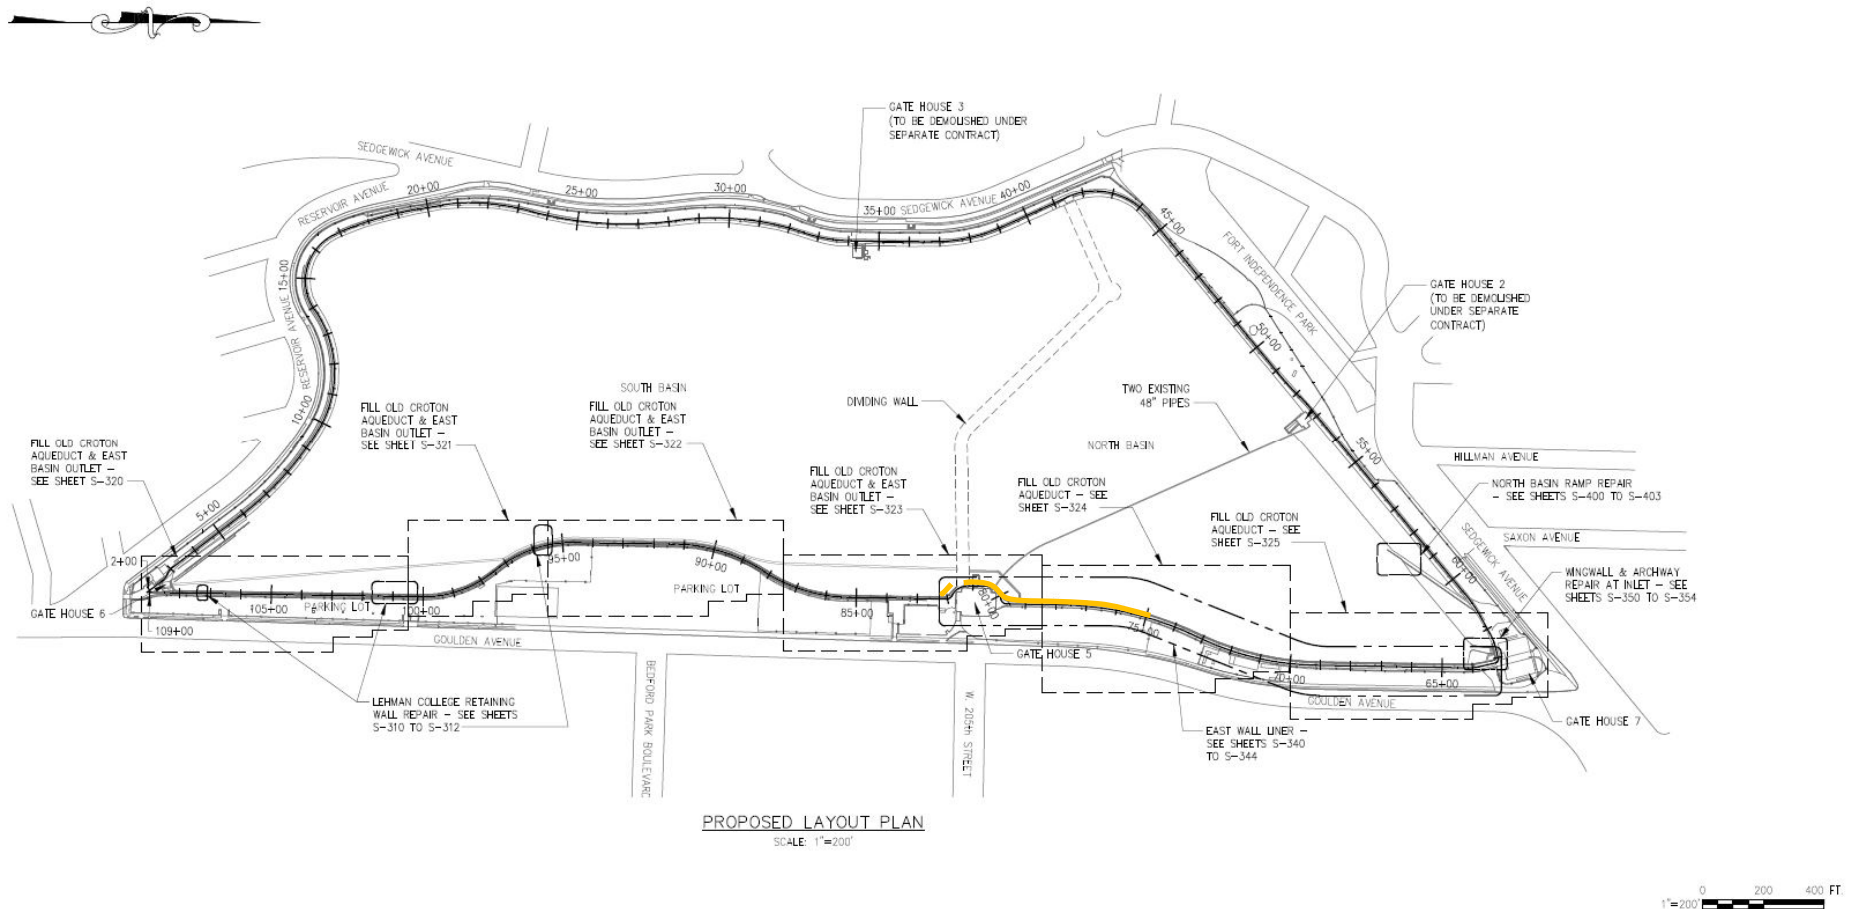 GATE HOUSE 3
(TO BE DEMOLISHED UNDER
SEPARATE CONTRACT)
SEDGEWICK AVENUE
RESERVOIR AVENUE
20+00
25+00
30+00
35+00
SEDGEWICK AVENUE
40+00
45+00
FORT INDEPENDENCE PARK
15+00
RESERVOIR AVENUE
10+00
GATE HOUSE 2
(TO BE DEMOLISHED
UNDER SEPARATE
CONTRACT)
50+00
SOUTH BASIN
FILL OLD CROTON
AQUEDUCT & EAST
BASIN OUTLET –
SEE SHEET S-321
FILL OLD CROTON
AQUEDUCT & EAST
BASIN OUTLET –
SEE SHEET S-322
DIVIDING WALL
TWO EXISTING
48" PIPES
NORTH BASIN
55+00
HILLMAN AVENUE
FILL OLD CROTON
AQUEDUCT & EAST
BASIN OUTLET –
SEE SHEET S-320
FILL OLD CROTON
AQUEDUCT & EAST
BASIN OUTLET –
SEE SHEET S-323
FILL OLD CROTON
AQUEDUCT – SEE
SHEET S-324
FILL OLD CROTON
AQUEDUCT – SEE
SHEET S-325
NORTH BASIN RAMP REPAIR
– SEE SHEETS S-400 TO S-403
SEDGEWICK AVENUE
SAXON AVENUE
5+00
2+00
60+00
WINGWALL & ARCHWAY
REPAIR AT INLET – SEE
SHEETS S-350 TO S-354
95+00
90+00
PARKING LOT
GATE HOUSE 6
105+00
PARKING LOT
100+00
85+00
80+00
75+00
109+00
GOULDEN AVENUE
GATE HOUSE 5
70+00
65+00
GOULDEN AVENUE
GATE HOUSE 7
LEHMAN COLLEGE RETAINING
WALL REPAIR – SEE SHEETS
S-310 TO S-312
BEDFORD PARK BOULEVARD
W. 205th STREET
EAST WALL LINER –
SEE SHEETS S-340
TO S-344
PROPOSED LAYOUT PLAN
SCALE: 1"=200'
0 200 400 FT.
1"=200'